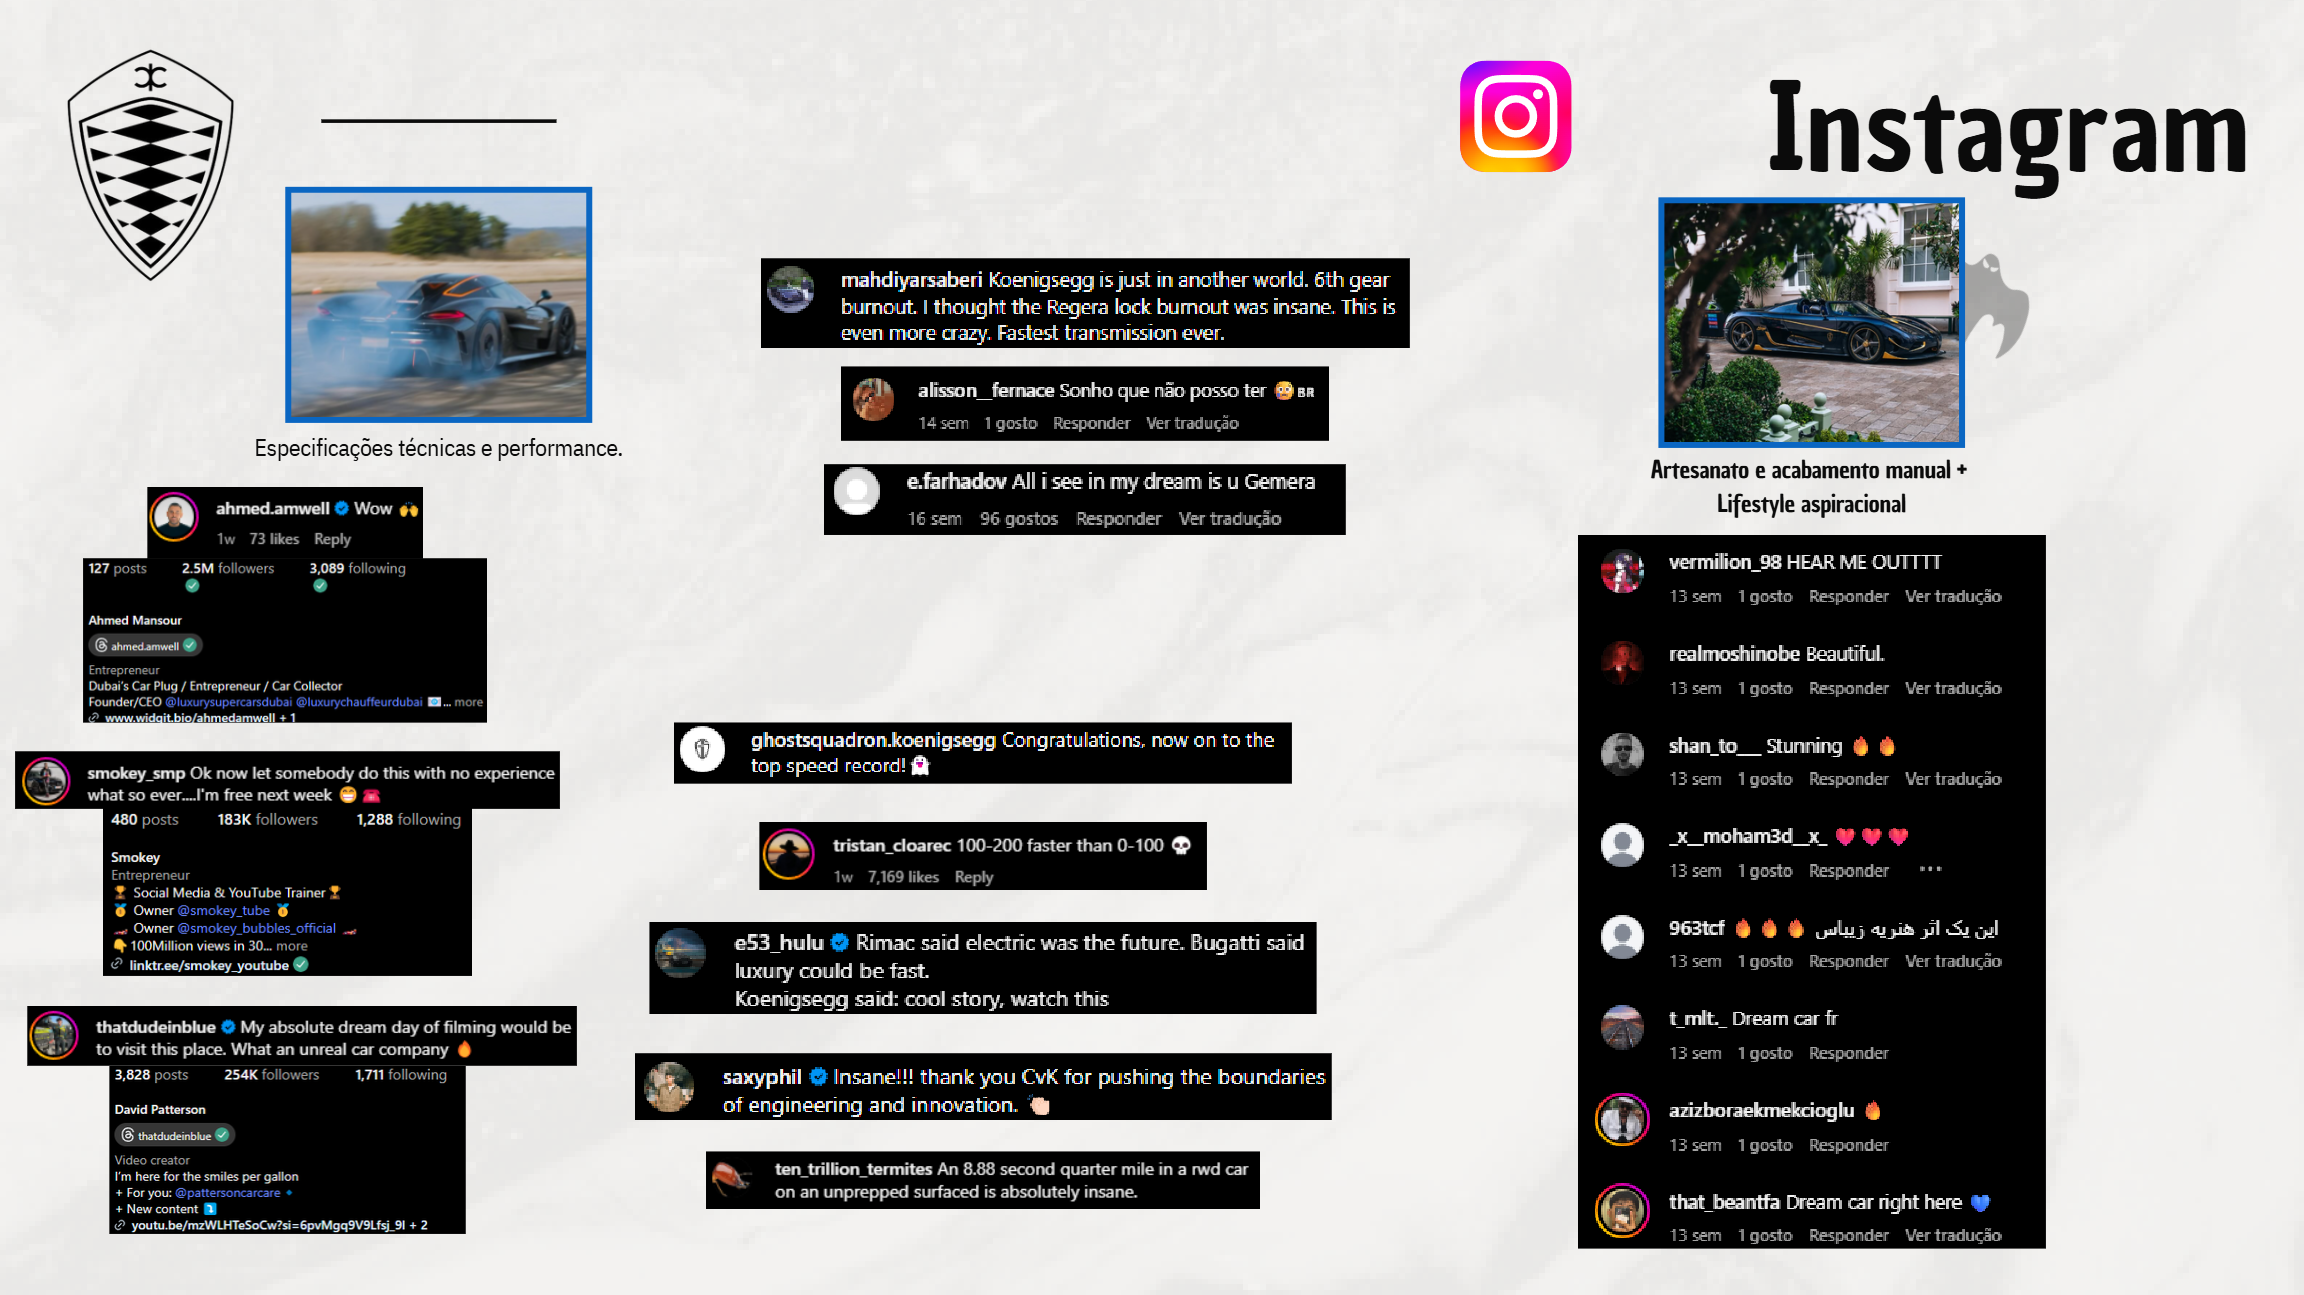 Instagram
Especificações técnicas e performance.
ahmed.amwell Wow 🙌
1w 73 likes Reply
127 posts 2.5M followers 3,089 following
Ahmed Mansour
ahmed.amwell
Entrepreneur
Dubai's Car Plug / Entrepreneur / Car Collector
Founder/CEO @luxurysupercarsdubai @luxurychauffeurdubai 📧... more
www.widgit.bio/ahmedamwell + 1
smokey_smp Ok now let somebody do this with no experience
what so ever....I'm free next week 😁 ☎️
480 posts 183K followers 1,288 following
Smokey
Entrepreneur
🏆 Social Media & YouTube Trainer 🏆
🥇 Owner @smokey_tube 🥇
🏎️ Owner @smokey_bubbles_official 🏎️
👇 100Million views in 30... more
linktr.ee/smokey_youtube
thatdudeinblue My absolute dream day of filming would be
to visit this place. What an unreal car company 🔥
3,828 posts 254K followers 1,711 following
David Patterson
thatdudeinblue
Video creator
I'm here for the smiles per gallon
+ For you: @pattersoncarcare 🔹
+ New content ⤵️
youtu.be/mzWLHTeSoCw?si=6pvMgq9V9Lfsj_9I + 2
mahdiyarsaberi Koenigsegg is just in another world. 6th gear
burnout. I thought the Regera lock burnout was insane. This is
even more crazy. Fastest transmission ever.
alisson__fernace Sonho que não posso ter 😳🇧🇷
14 sem 1 gosto Responder Ver tradução
e.farhadov All i see in my dream is u Gemera
16 sem 96 gostos Responder Ver tradução
ghostsquadron.koenigsegg Congratulations, now on to the
top speed record! 👻
tristan_cloarec 100-200 faster than 0-100 💀
1w 7,169 likes Reply
e53_hulu Rimac said electric was the future. Bugatti said
luxury could be fast.
Koenigsegg said: cool story, watch this
saxyphil Insane!!! thank you CvK for pushing the boundaries
of engineering and innovation. 👏🏻
ten_trillion_termites An 8.88 second quarter mile in a rwd car
on an unprepped surfaced is absolutely insane.
Artesanato e acabamento manual +
Lifestyle aspiracional
vermilion_98 HEAR ME OUTTTT
13 sem 1 gosto Responder Ver tradução
realmoshinobe Beautiful.
13 sem 1 gosto Responder Ver tradução
shan_to__ Stunning 🔥 🔥
13 sem 1 gosto Responder Ver tradução
_x__moham3d__x_ ❤️ ❤️ ❤️
13 sem 1 gosto Responder •••
963tcf 🔥 🔥 🔥 این یک اثر هنریه زیباس
13 sem 1 gosto Responder Ver tradução
t_mlt._ Dream car fr
13 sem 1 gosto Responder
azizboraekmekcioglu 🔥
13 sem 1 gosto Responder
that_beantfa Dream car right here 💙
13 sem 1 gosto Responder Ver tradução